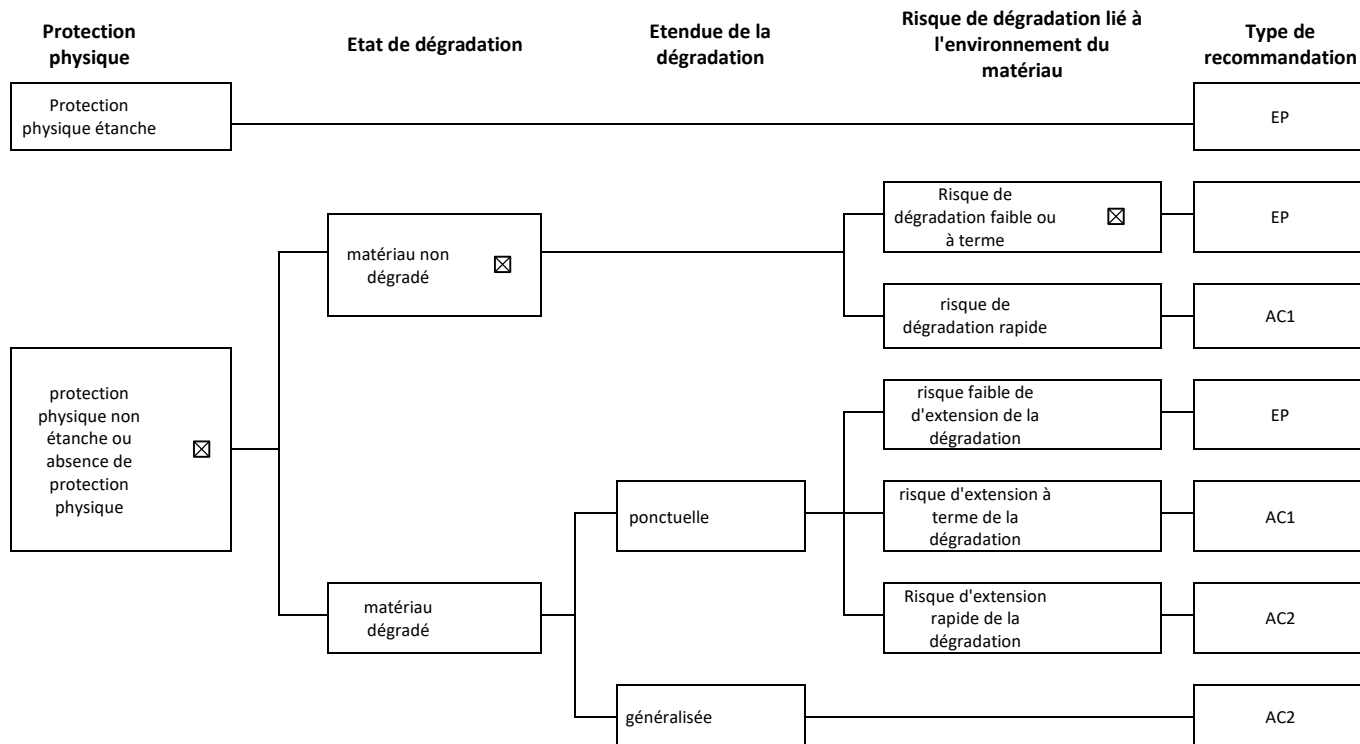 Protection
physique
Etat de dégradation
Etendue de la
dégradation
Risque de dégradation lié à
l'environnement du
matériau
Type de
recommandation
Protection
physique étanche
EP
matériau non
dégradé
Risque de
dégradation faible ou
à terme
EP
risque de
dégradation rapide
AC1
protection
physique non
étanche ou
absence de
protection
physique
risque faible de
d'extension de la
dégradation
EP
ponctuelle
risque d'extension à
terme de la
dégradation
AC1
matériau
dégradé
Risque d'extension
rapide de la
dégradation
AC2
généralisée
AC2